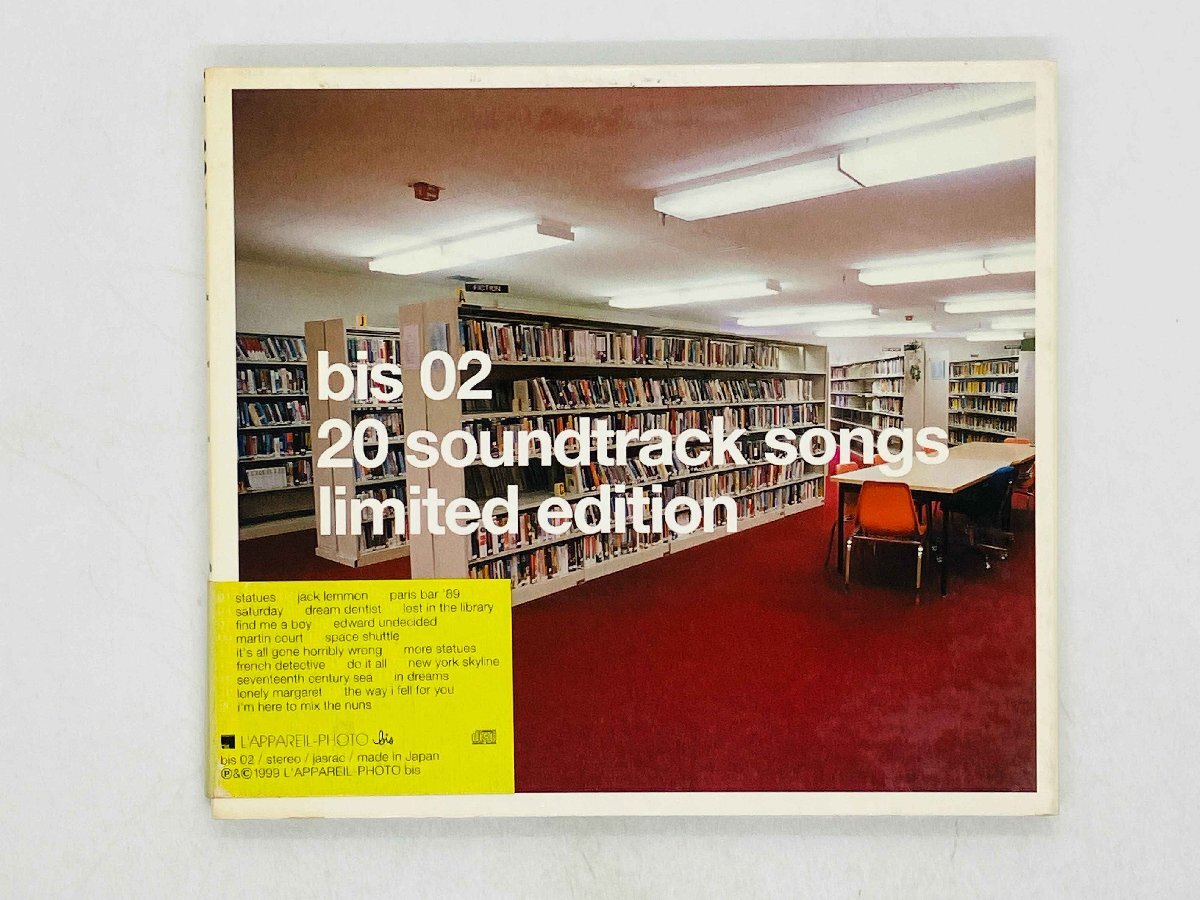 FICTION
A
J
bis 02
20 soundtrack songs
limited edition
statues jack lemmon paris bar '89
saturday dream dentist lost in the library
find me a boy edward undecided
martin court space shuttle
it's all gone horribly wrong more statues
french detective do it all new york skyline
seventeenth century sea in dreams
lonely margaret the way i fell for you
i'm here to mix the nuns
L'APPAREIL-PHOTO bis
bis 02 / stereo / jasrac / made in Japan
℗&©1999 L'APPAREIL-PHOTO bis